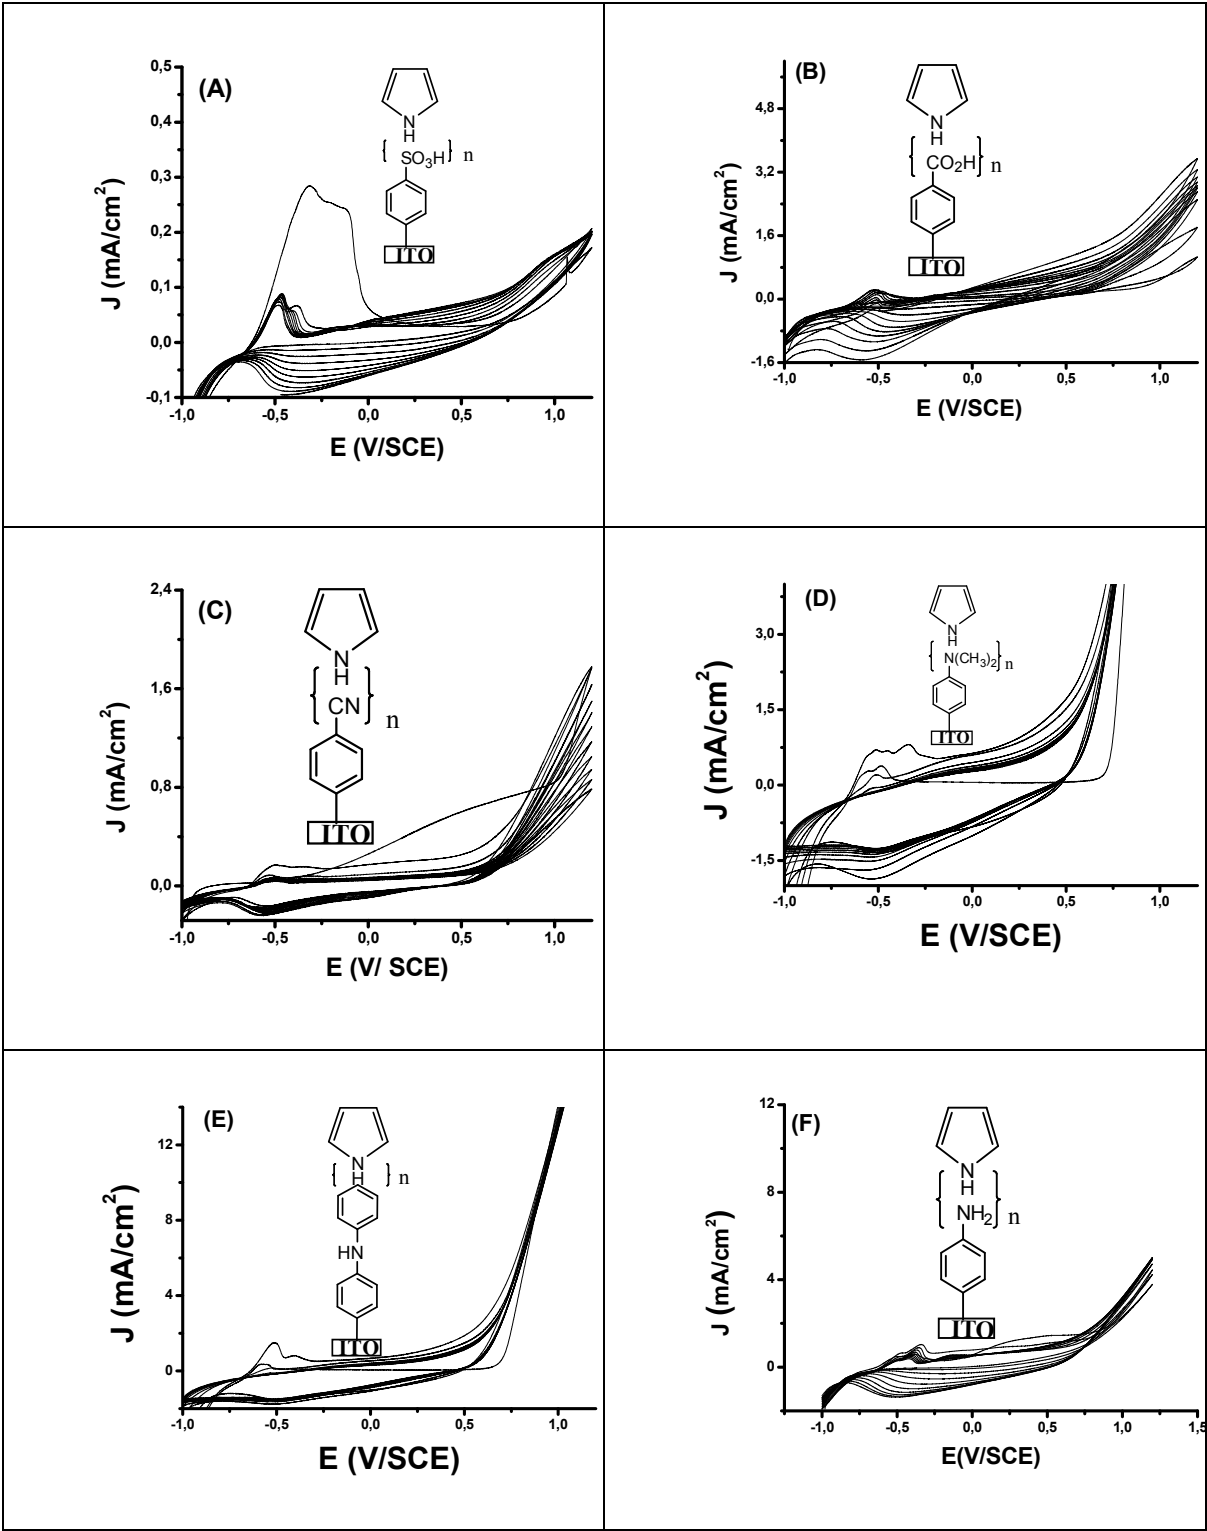 (A)
0,5
0,4
0,3
0,2
0,1
0,0
-0,1
J (mA/cm2)
-1,0 -0,5 0,0 0,5 1,0
E (V/SCE)
N
H
SO3H n
ITO
(B)
4,8
3,2
1,6
0,0
-1,6
J (mA/cm2)
-1,0 -0,5 0,0 0,5 1,0
E (V/SCE)
N
H
CO2H n
ITO
(C)
2,4
1,6
0,8
0,0
J (mA/cm2)
-1,0 -0,5 0,0 0,5 1,0
E (V/ SCE)
N
H
CN n
ITO
(D)
3,0
1,5
0,0
-1,5
J (mA/cm2)
-1,0 -0,5 0,0 0,5 1,0
E (V/SCE)
N
H
N(CH3)2 n
ITO
(E)
12
8
4
0
J (mA/cm2)
-1,0 -0,5 0,0 0,5 1,0
E (V/SCE)
N
H n
HN
ITO
(F)
12
8
4
0
J (mA/cm2)
-1,0 -0,5 0,0 0,5 1,0 1,5
E(V/SCE)
N
H
NH2 n
ITO